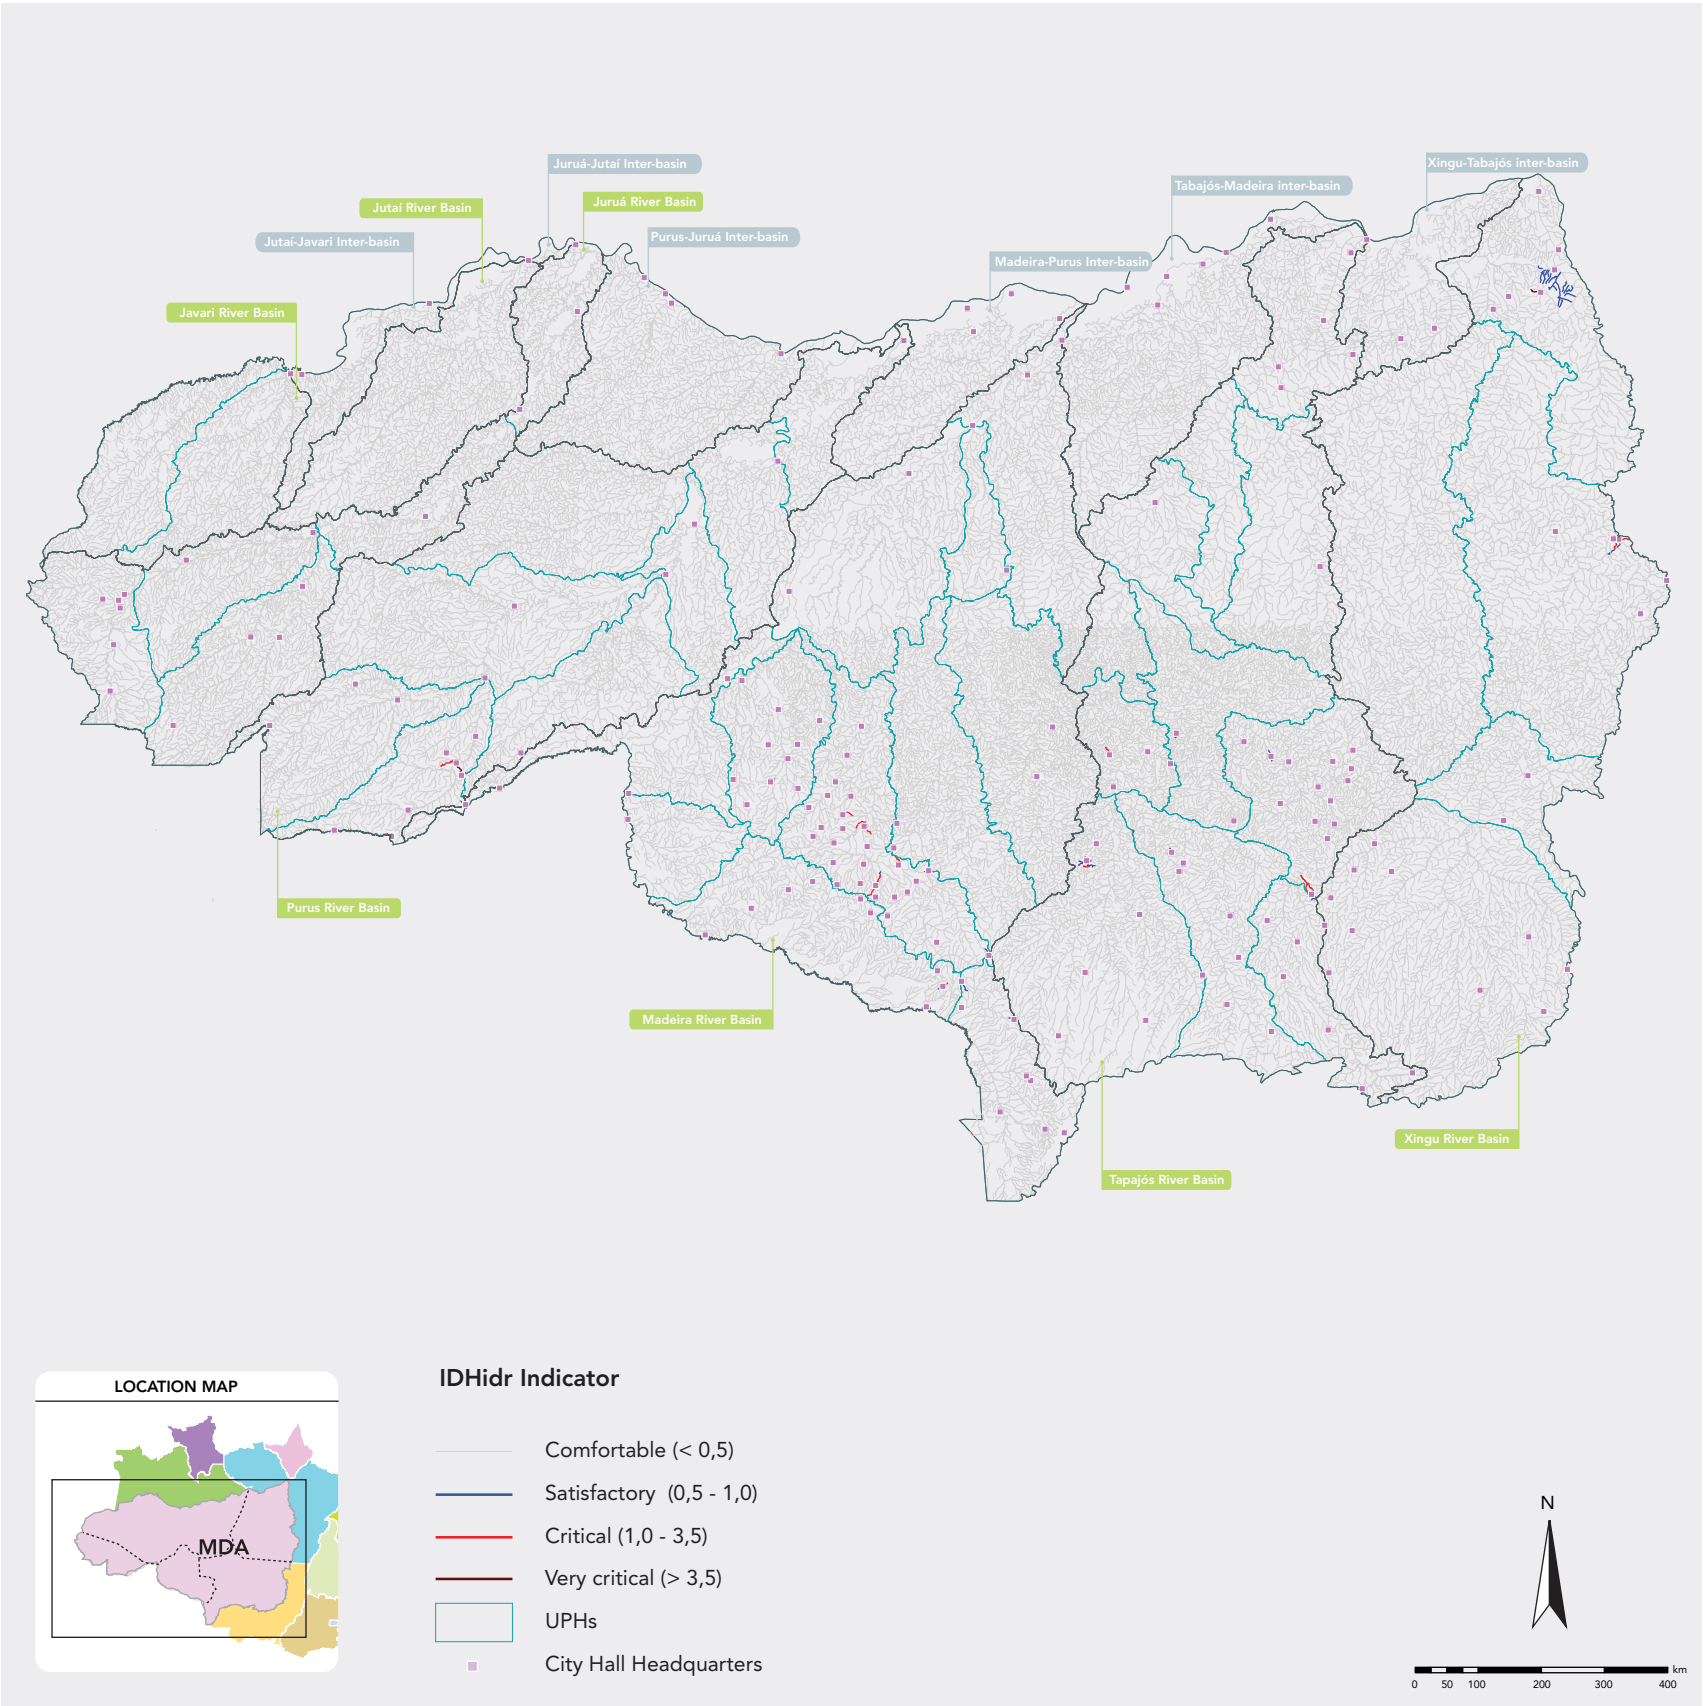 Juruá-Jutaí Inter-basin
Xingu-Tabajós inter-basin
Tabajós-Madeira inter-basin
Jutaí River Basin
Juruá River Basin
Jutaí-Javari Inter-basin
Purus-Juruá Inter-basin
Madeira-Purus Inter-basin
Javari River Basin
Purus River Basin
Madeira River Basin
Xingu River Basin
Tapajós River Basin
LOCATION MAP
MDA
IDHidr Indicator
Comfortable (< 0,5)
Satisfactory (0,5 - 1,0)
Critical (1,0 - 3,5)
Very critical (> 3,5)
UPHs
City Hall Headquarters
N
km
0 50 100 200 300 400